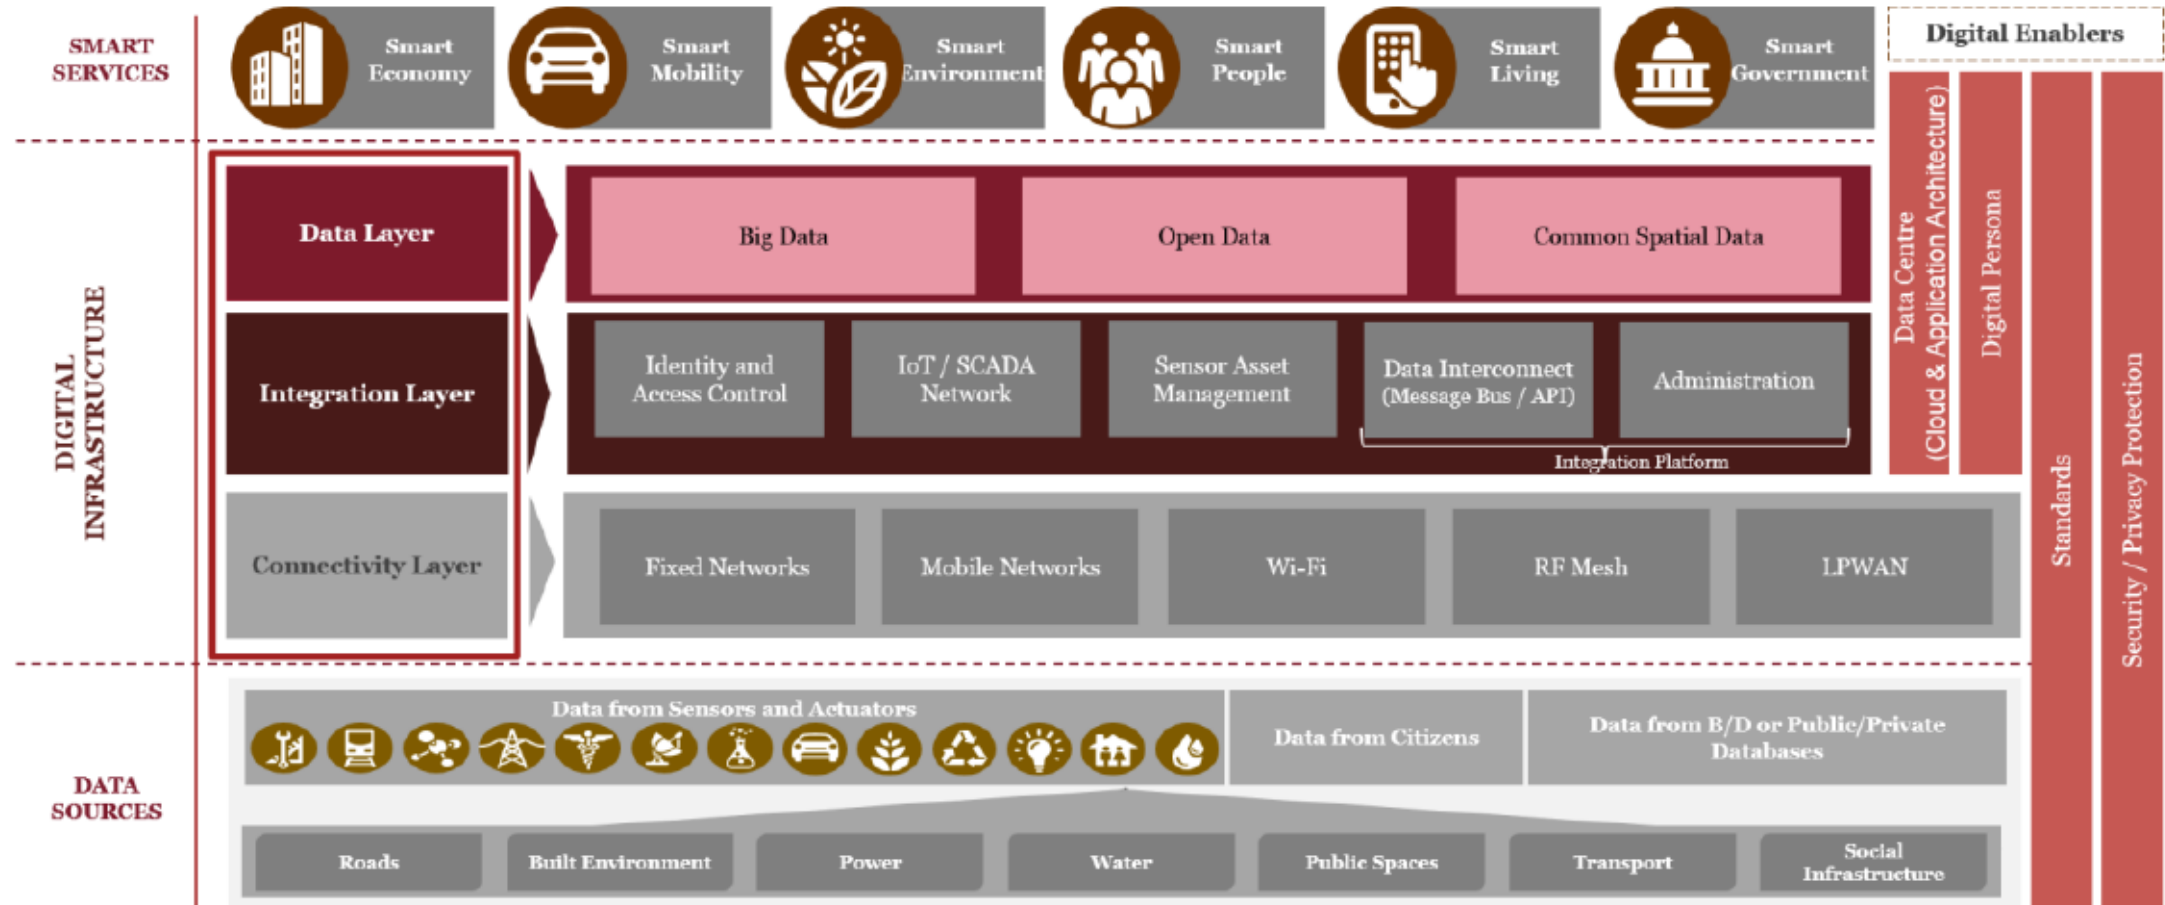 SMART
SERVICES
Smart
Economy
Smart
Mobility
Smart
Environment
Smart
People
Smart
Living
Smart
Government
Digital Enablers
DIGITAL
INFRASTRUCTURE
Data Layer
Big Data
Open Data
Common Spatial Data
Integration Layer
Identity and
Access Control
IoT / SCADA
Network
Sensor Asset
Management
Data Interconnect
(Message Bus / API)
Administration
Integration Platform
Connectivity Layer
Fixed Networks
Mobile Networks
Wi-Fi
RF Mesh
LPWAN
Data Centre
(Cloud & Application Architecture)
Digital Persona
Standards
Security / Privacy Protection
DATA
SOURCES
Data from Sensors and Actuators
Data from Citizens
Data from B/D or Public/Private
Databases
Roads
Built Environment
Power
Water
Public Spaces
Transport
Social
Infrastructure